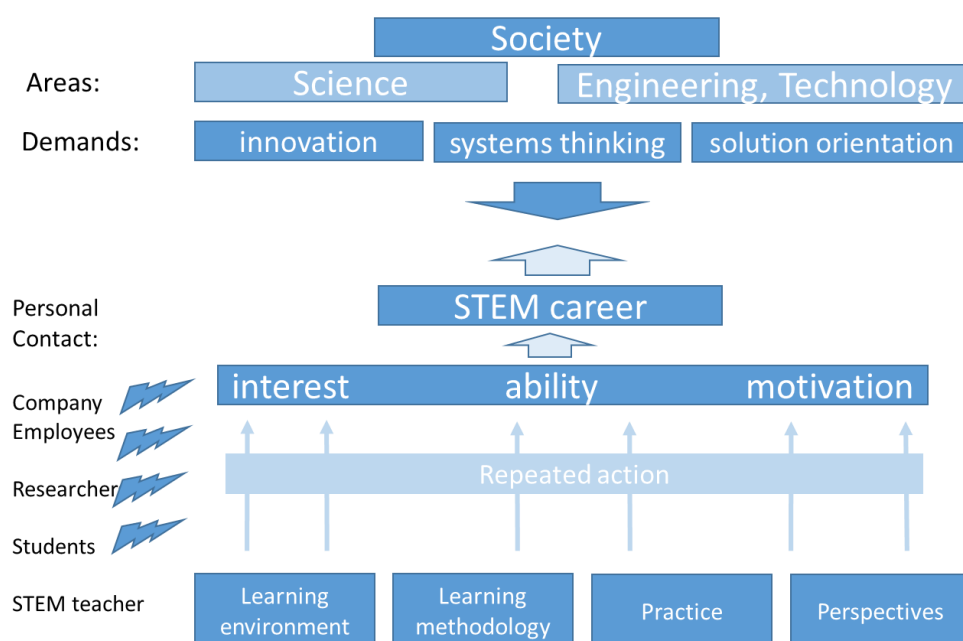 Society
Areas:
Science
Engineering, Technology
Demands:
innovation
systems thinking
solution orientation
STEM career
Personal
Contact:
interest
ability
motivation
Company
Employees
Repeated action
Researcher
Students
STEM teacher
Learning
environment
Learning
methodology
Practice
Perspectives